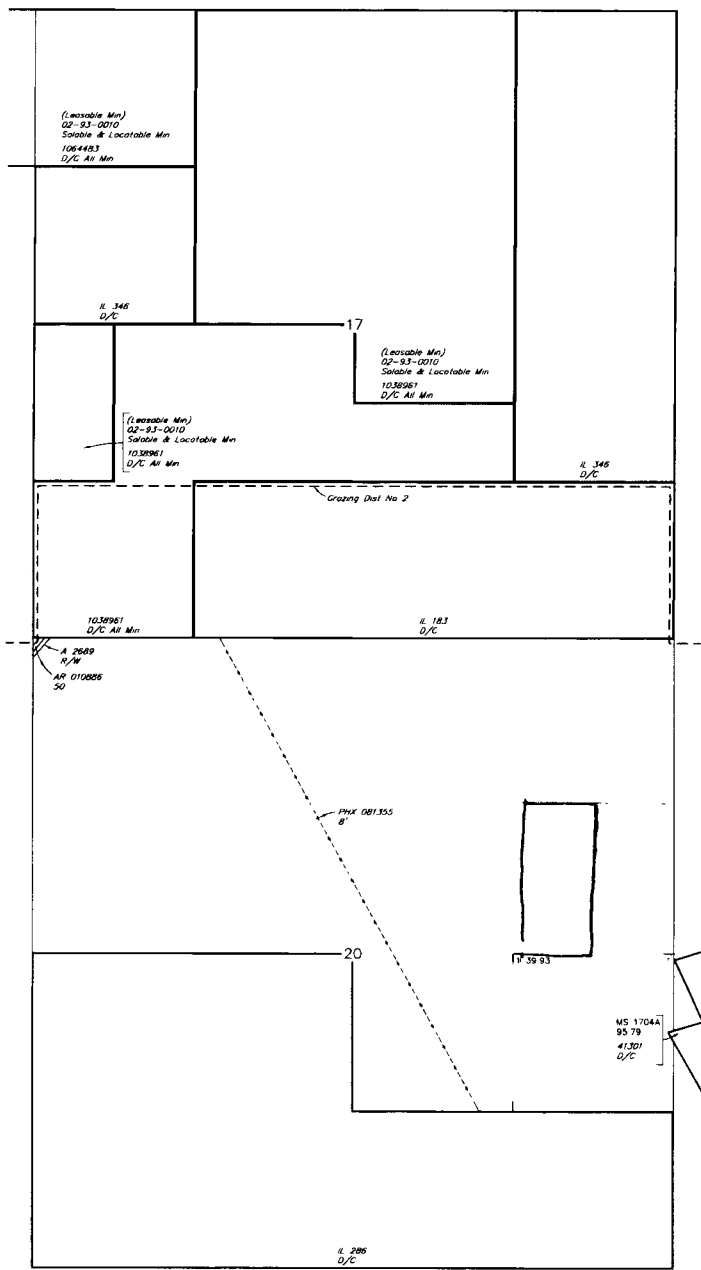 (Leasable Min)
02-93-0010
Salable & Locatable Min
1064483
D/C All Min
IL 346
D/C
17
(Leasable Min)
02-93-0010
Salable & Locatable Min
1038961
D/C All Min
(Leasable Min)
02-93-0010
Salable & Locatable Min
1038961
D/C All Min
IL 346
D/C
Grazing Dist No 2
1038961
D/C All Min
IL 183
D/C
A 2689
R/W
AR 010886
50
PHX 081355
8'
20
39 93
MS 1704A
95 79
41301
D/C
IL 286
D/C